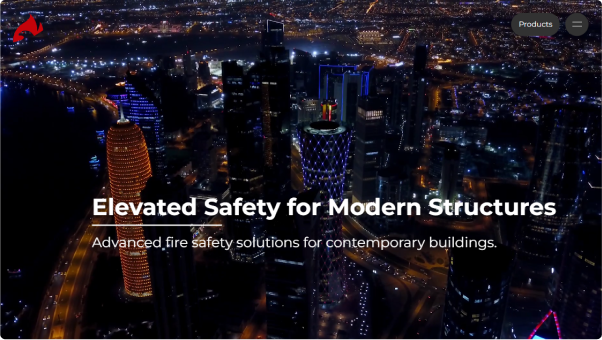 Products
Elevated Safety for Modern Structures
Advanced fire safety solutions for contemporary buildings.